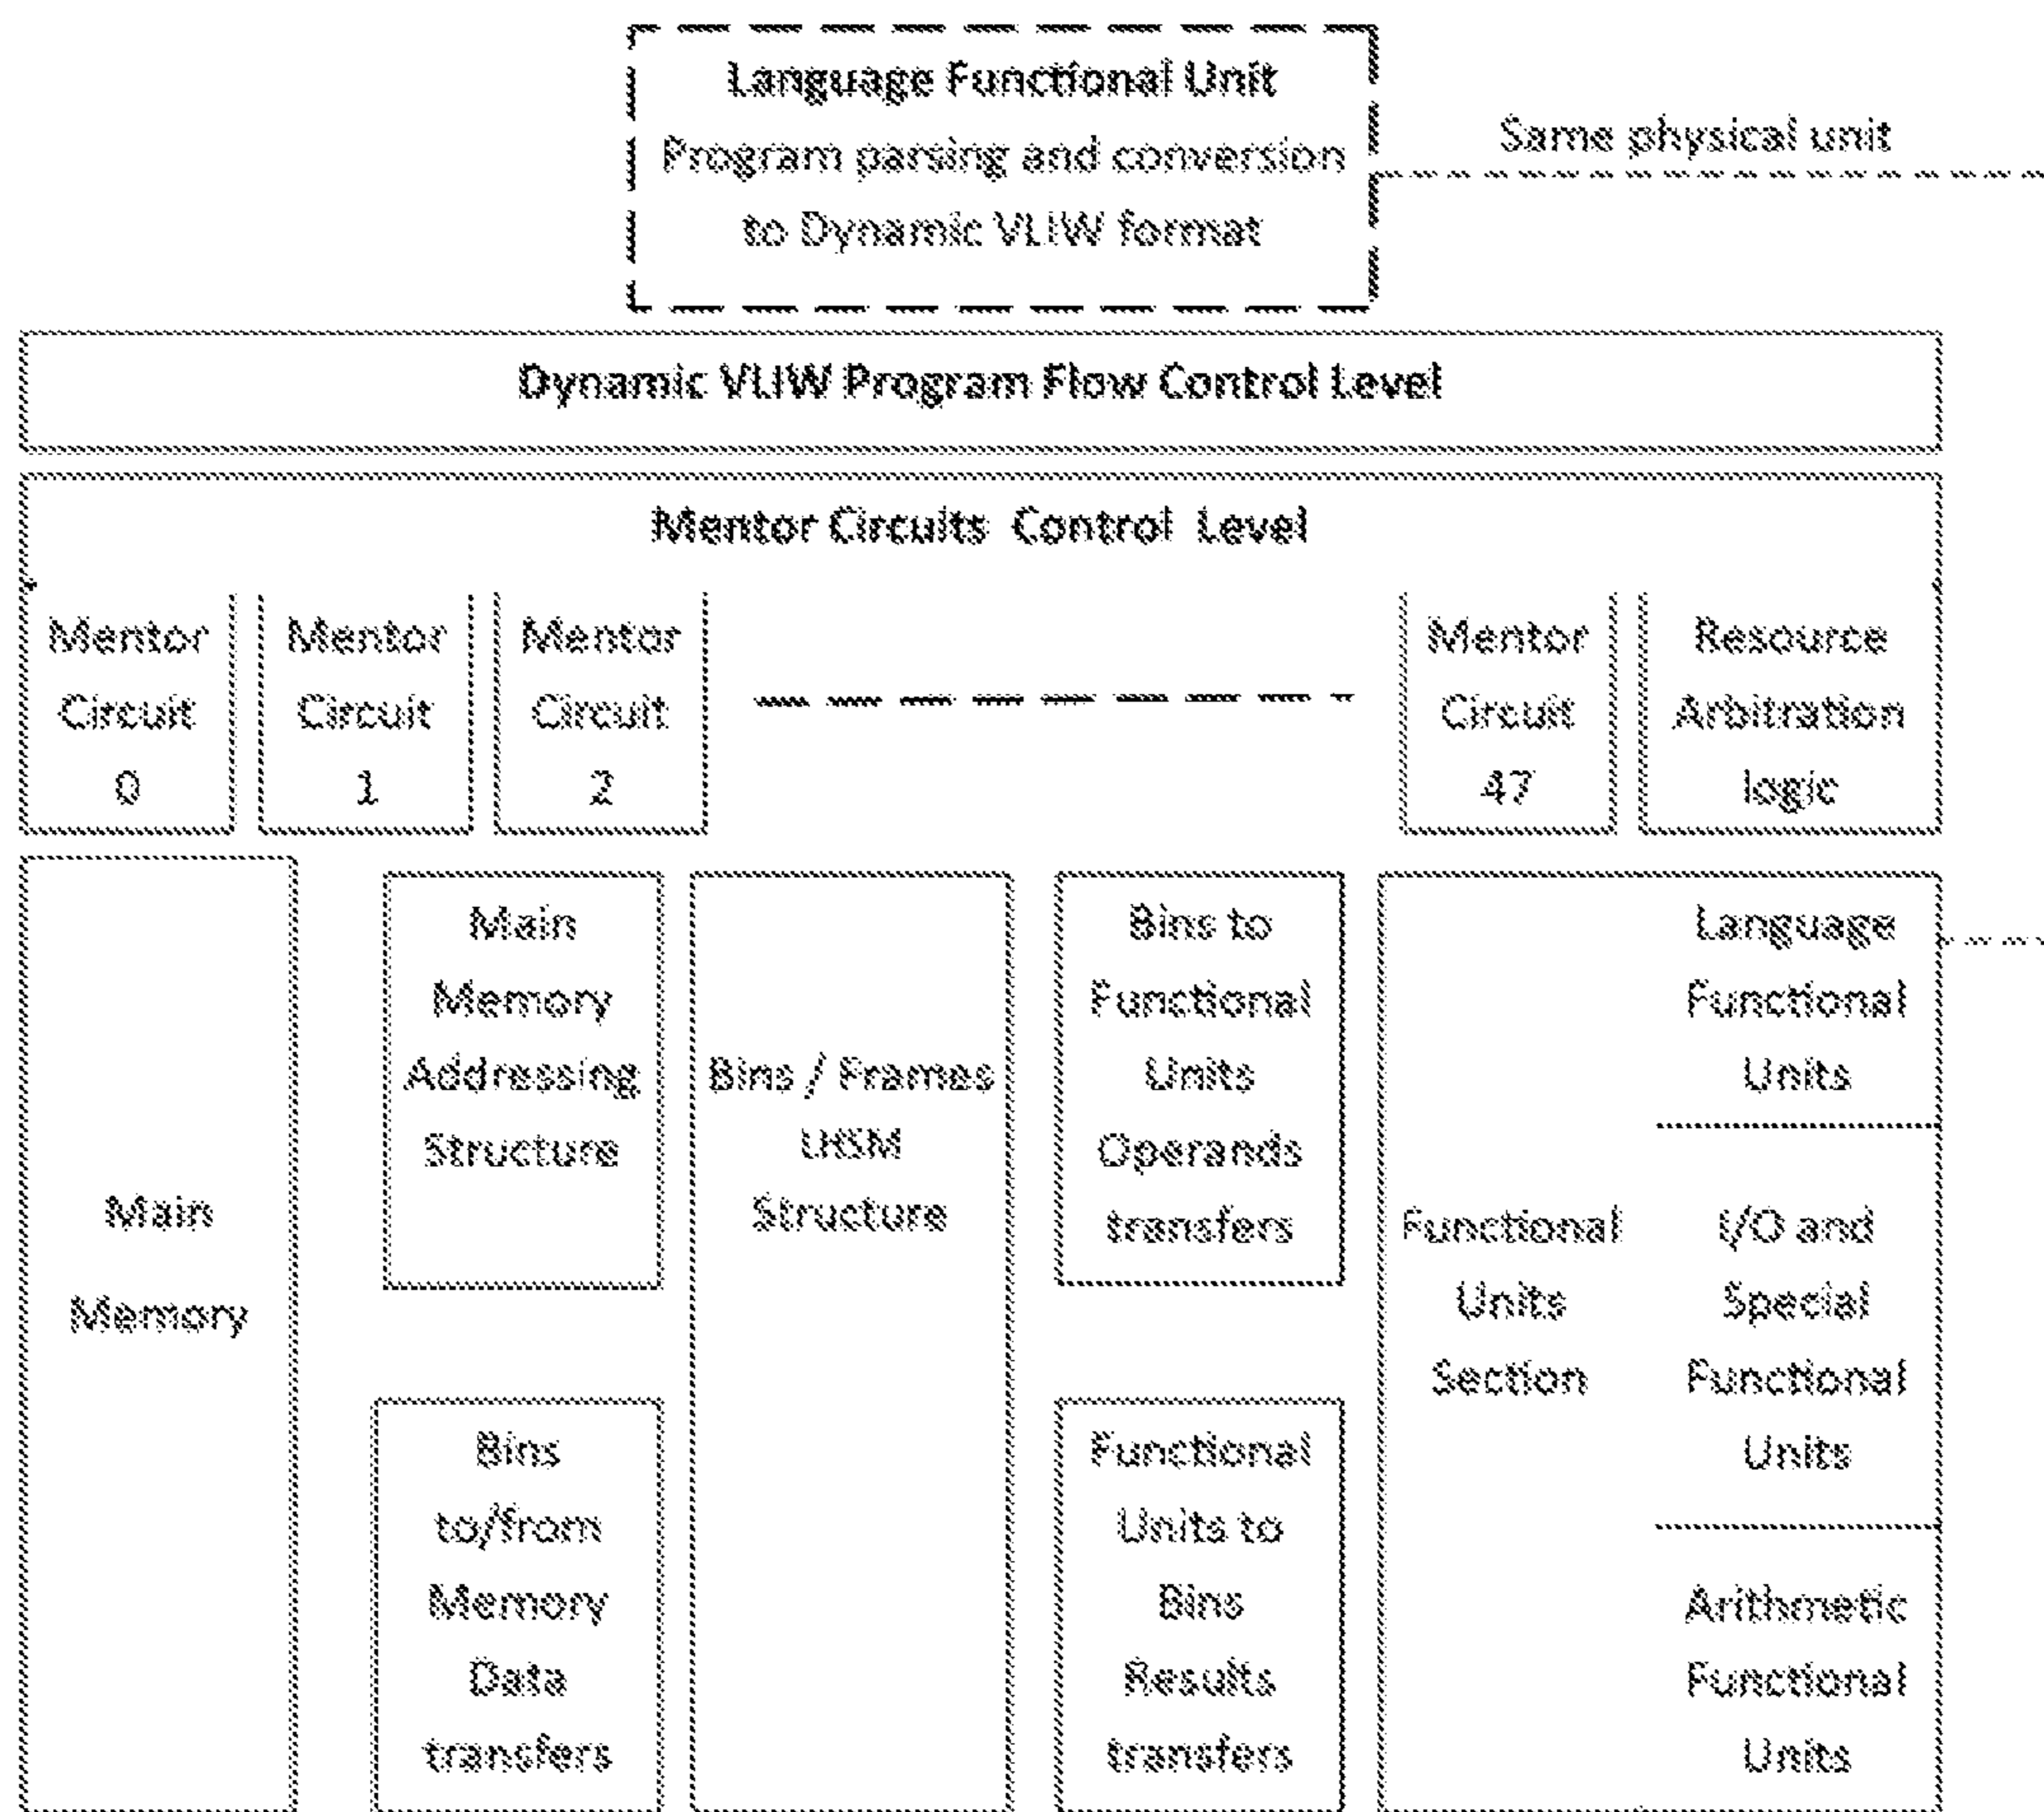 Language Functional Unit
Program parsing and conversion
to Dynamic VLIW format
Same physical unit
Dynamic VLIW Program Flow Control Level
Mentor Circuits Control Level
Mentor
Circuit
0
Mentor
Circuit
1
Mentor
Circuit
2
Mentor
Circuit
47
Resource
Arbitration
logic
Main
Memory
Main
Memory
Addressing
Structure
Bins
to/from
Memory
Data
transfers
Bins / Frames
LHSM
Structure
Bins to
Functional
Units
Operands
transfers
Functional
Units to
Bins
Results
transfers
Functional
Units
Section
Language
Functional
Units
I/O and
Special
Functional
Units
Arithmetic
Functional
Units